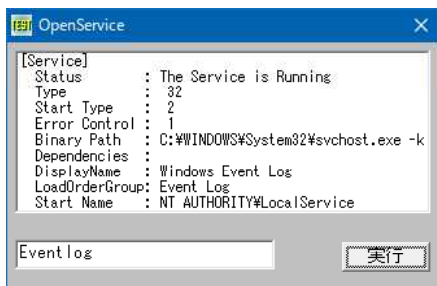 TEST OpenService
[Service]
Status : The Service is Running
Type : 32
Start Type : 2
Error Control : 1
Binary Path : C:¥WINDOWS¥System32¥svchost.exe -k
Dependencies :
DisplayName : Windows Event Log
LoadOrderGroup: Event Log
Start Name : NT AUTHORITY¥LocalService
Eventlog
実行